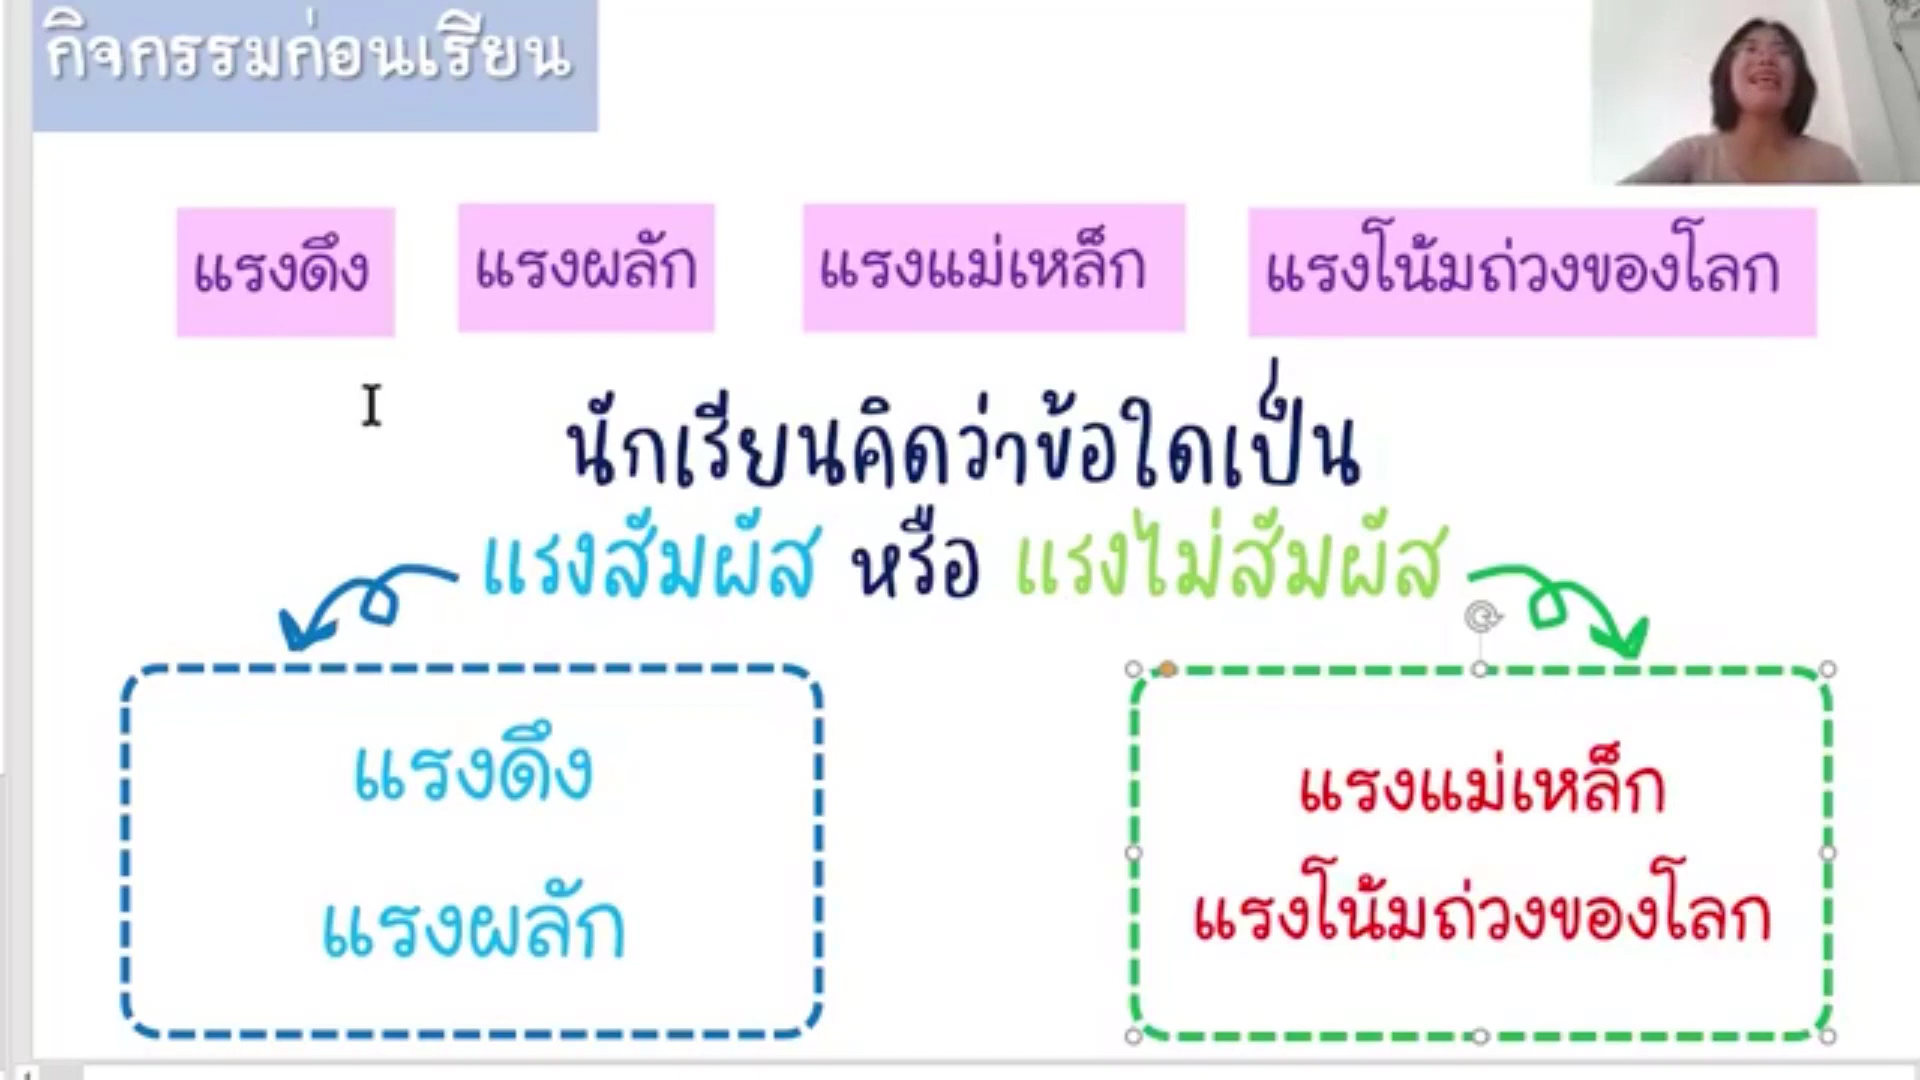 กิจกรรมก่อนเรียน
แรงดึง แรงผลัก แรงแม่เหล็ก แรงโน้มถ่วงของโลก
นักเรียนคิดว่าข้อใดเป็น
แรงสัมผัส หรือ แรงไม่สัมผัส
แรงดึง
แรงผลัก
แรงแม่เหล็ก
แรงโน้มถ่วงของโลก